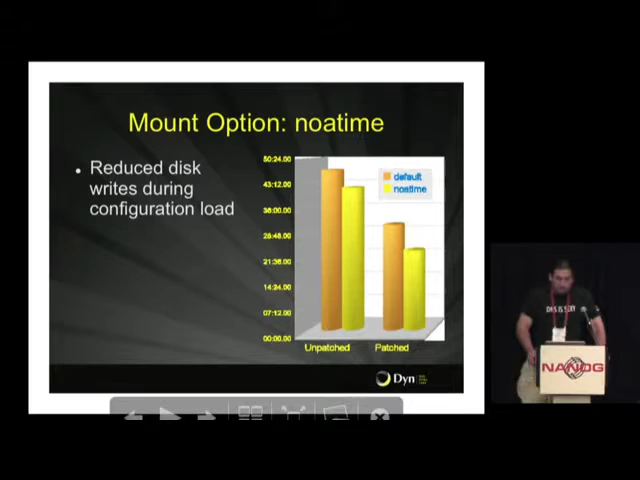 Mount Option: noatime
Reduced disk
writes during
configuration load
50:24.00
43:12.00
36:00.00
28:48.00
21:36.00
14:24.00
07:12.00
00:00.00
default
noatime
Unpatched
Patched
Dyn
NANOG